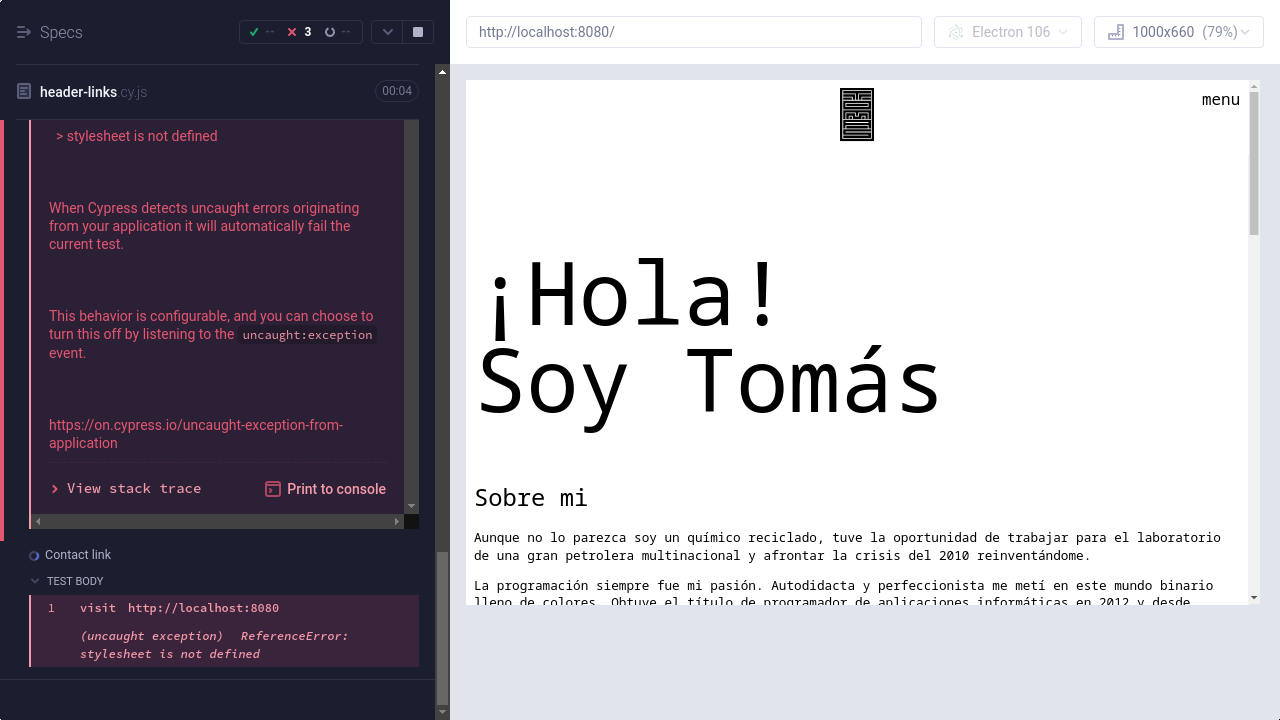 Specs
-- 3 --
http://localhost:8080/
Electron 106
1000x660 (79%)
header-links.cy.js
00:04
> stylesheet is not defined
When Cypress detects uncaught errors originating
from your application it will automatically fail the
current test.
This behavior is configurable, and you can choose to
turn this off by listening to the uncaught:exception
event.
https://on.cypress.io/uncaught-exception-from-
application
View stack trace
Print to console
Contact link
TEST BODY
1 visit http://localhost:8080
(uncaught exception) ReferenceError:
stylesheet is not defined
menu
¡Hola!
Soy Tomás
Sobre mi
Aunque no lo parezca soy un químico reciclado, tuve la oportunidad de trabajar para el laboratorio
de una gran petrolera multinacional y afrontar la crisis del 2010 reinventándome.
La programación siempre fue mi pasión. Autodidacta y perfeccionista me metí en este mundo binario
lleno de colores. Obtuve el título de programador de aplicaciones informáticas en 2012 y desde